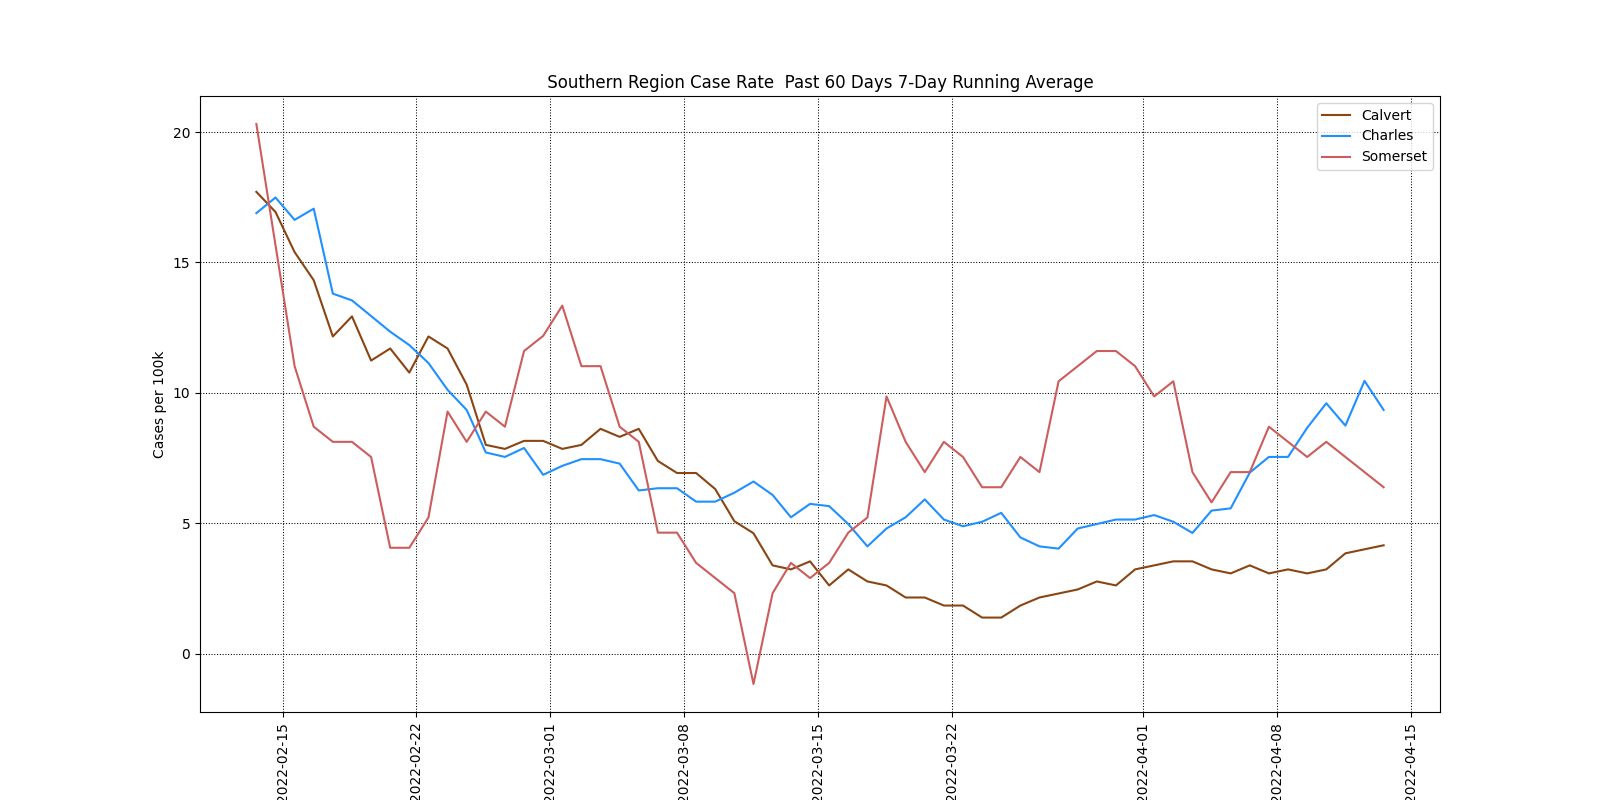 Southern Region Case Rate  Past 60 Days 7-Day Running Average
Calvert
Charles
Somerset
Cases per 100k
20
15
10
5
0
2022-02-15
2022-02-22
2022-03-01
2022-03-08
2022-03-15
2022-03-22
2022-04-01
2022-04-08
2022-04-15